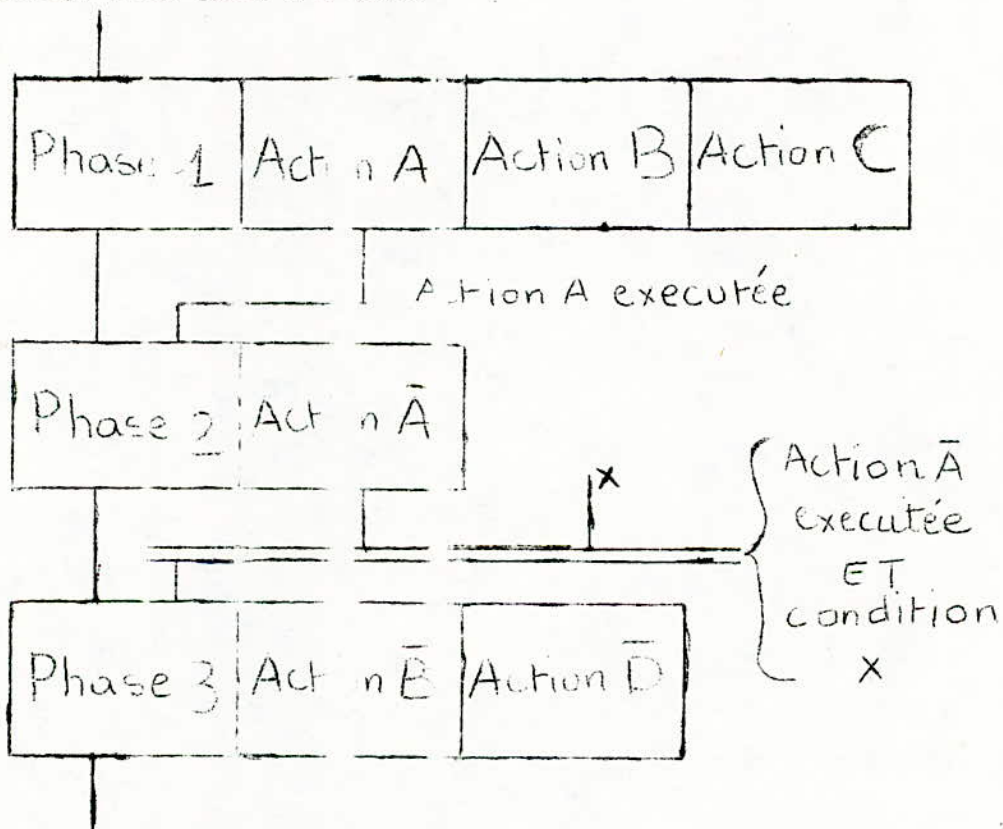 Phase 1 Action A Action B Action C
Action A executée
Phase 2 Action Ā
x
Action Ā
executée
ET
condition
x
Phase 3 Action B̄ Action D̄